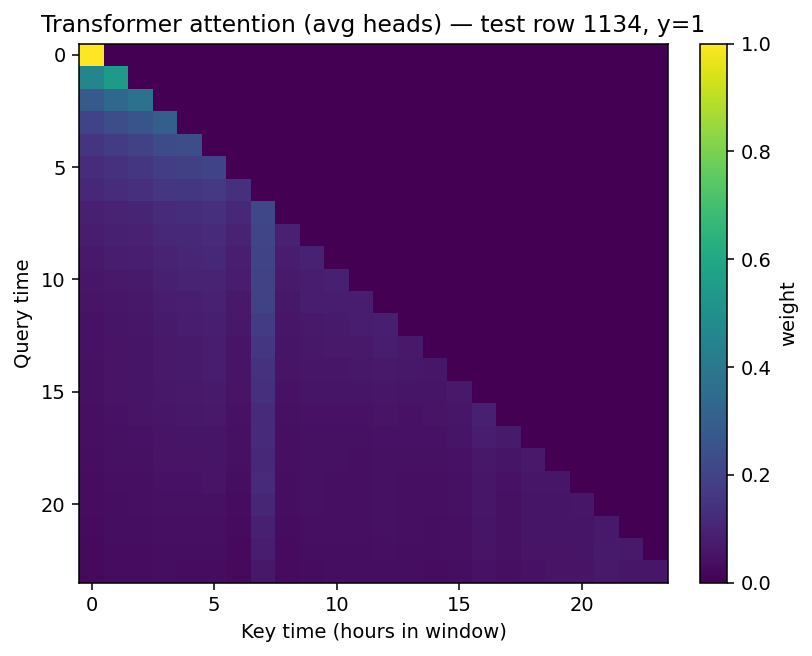 Transformer attention (avg heads) — test row 1134, y=1
0
5
10
15
20
Query time
0 5 10 15 20
Key time (hours in window)
1.0
0.8
0.6
0.4
0.2
0.0
weight